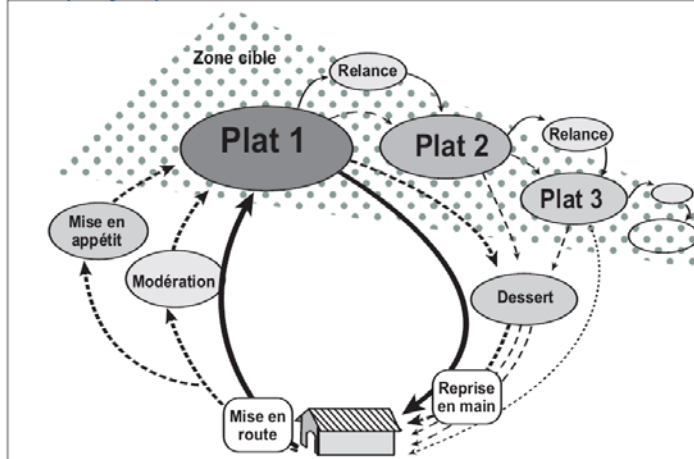 Zone cible
Relance
Plat 1
Plat 2
Relance
Plat 3
Mise en
appétit
Modération
Dessert
Reprise
en main
Mise en
route